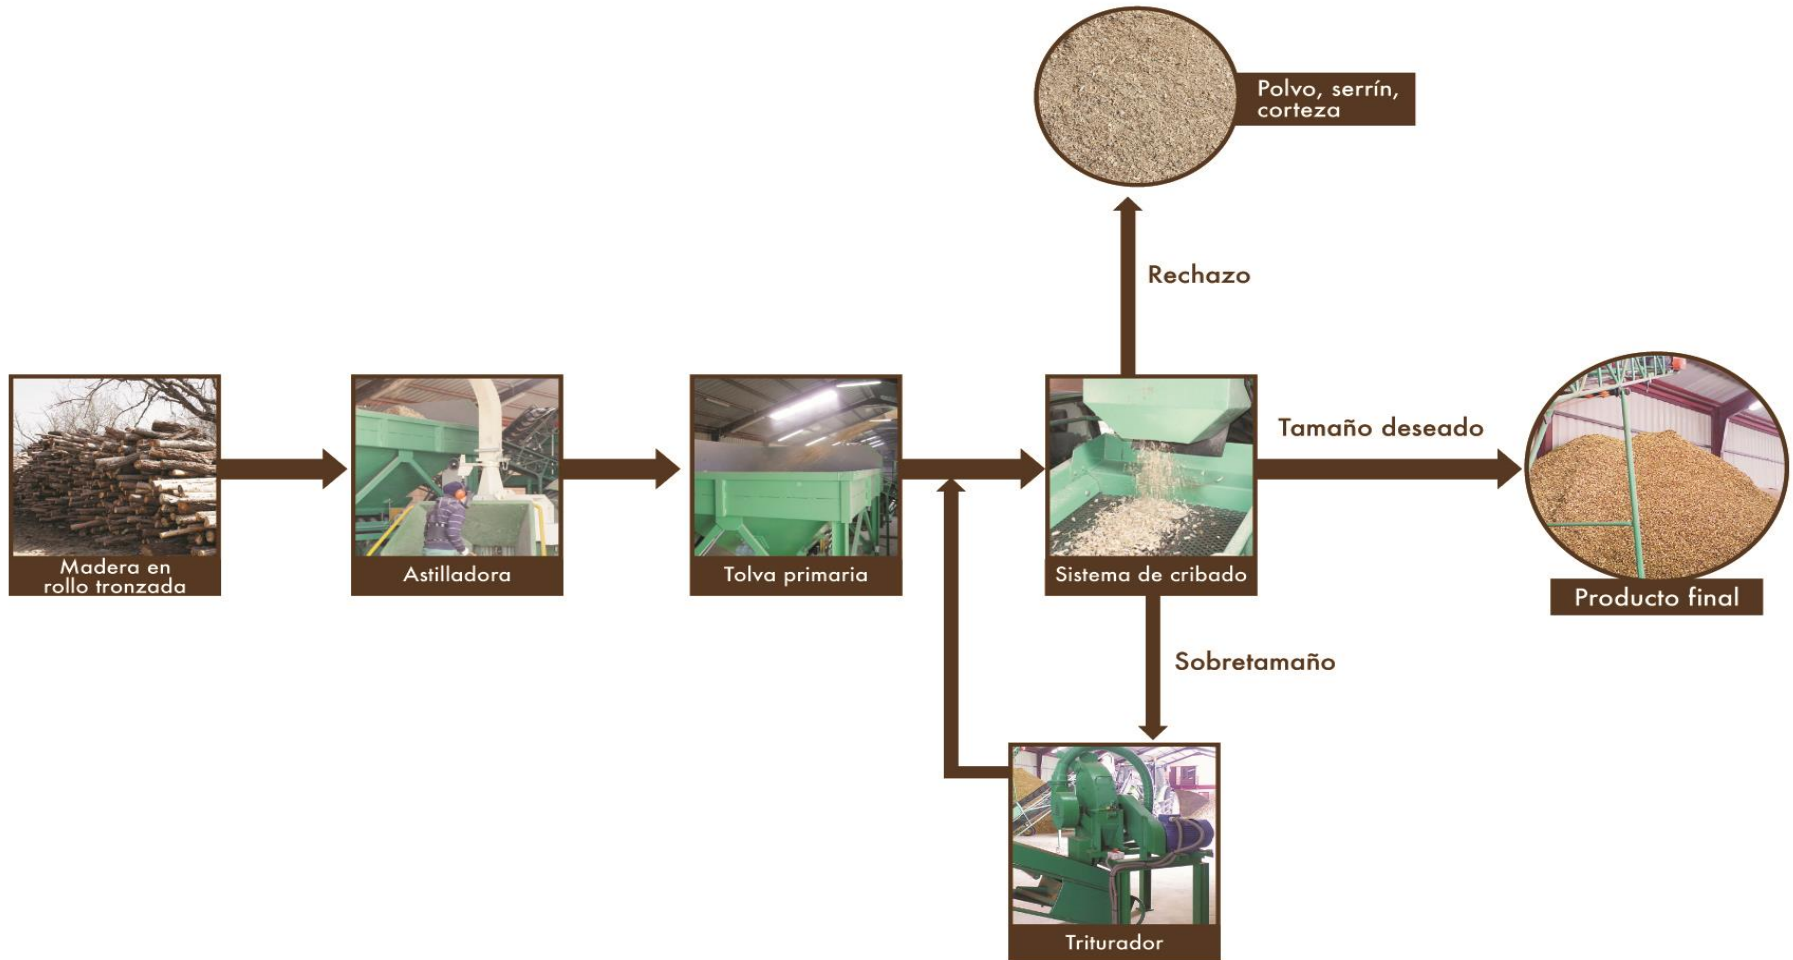 Polvo, serrín,
corteza
Rechazo
Tamaño deseado
Madera en
rollo tronzada
Astilladora
Tolva primaria
Sistema de cribado
Producto final
Sobretamaño
Triturador